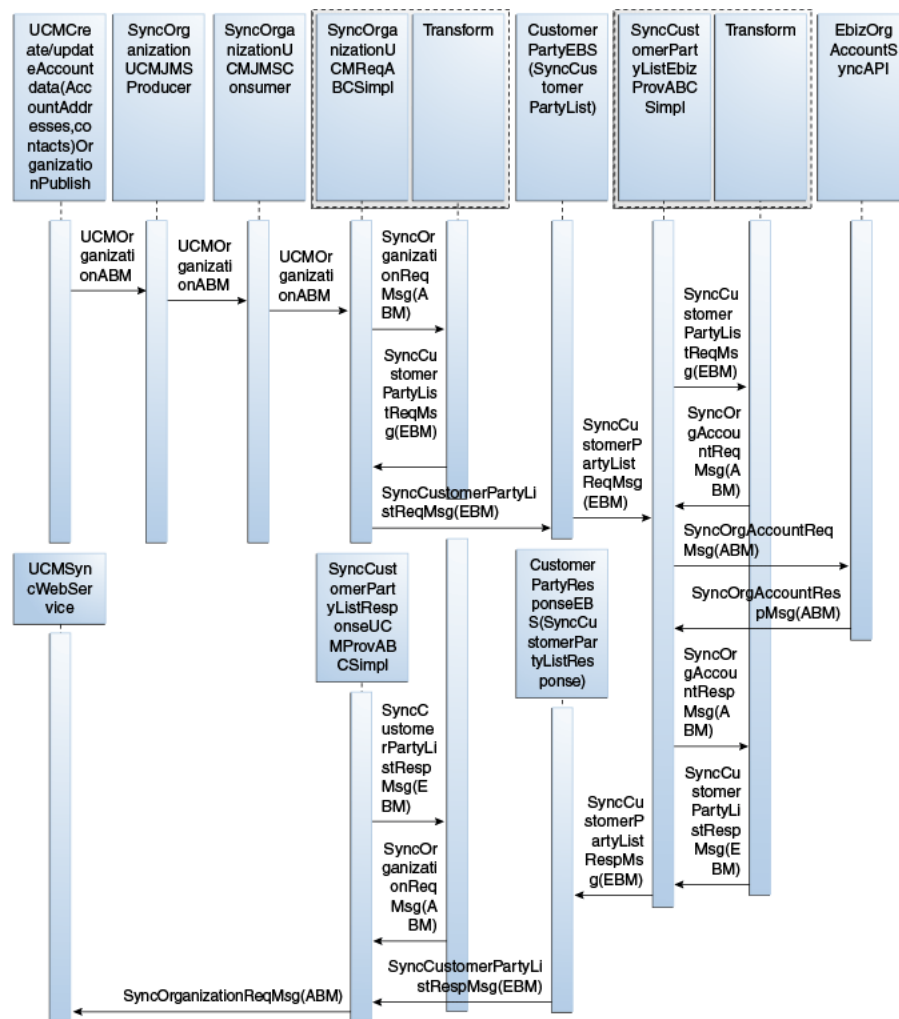 UCMCre
ate/updat
eAccount
data(Acc
ountAddr
esses,co
ntacts)Or
ganizatio
nPublish
SyncOrg
anization
UCMJMS
Producer
SyncOrga
nizationU
CMJMSC
onsumer
SyncOrga
nizationU
CMReqA
BCSimpl
Transform
Customer
PartyEBS
(SyncCus
tomer
PartyList)
SyncCust
omerPart
yListEbiz
ProvABC
Simpl
Transform
EbizOrg
AccountS
yncAPI
UCMOr
ganizati
onABM
UCMOr
ganizati
onABM
UCMOr
ganizati
onABM
SyncOr
ganizat
ionReq
Msg(A
BM)
SyncCu
stomer
PartyLis
tReqMs
g(EBM)
SyncCu
stomer
PartyLis
tReqMs
g(EBM)
SyncCustomerPartyLi
stReqMsg(EBM)
SyncCu
stomerP
artyList
ReqMsg
(EBM)
SyncOr
gAccou
ntReq
Msg(A
BM)
SyncOrgAccountReq
Msg(ABM)
SyncOrgAccountRes
pMsg(ABM)
UCMSyn
cWebSer
vice
SyncCust
omerPart
yListResp
onseUC
MProvAB
CSimpl
Customer
PartyRes
ponseEB
S(SyncCu
stomerPar
tyListRes
ponse)
SyncOr
gAccou
ntResp
Msg(A
BM)
SyncC
ustome
rPartyLi
stResp
Msg(E
BM)
SyncCu
stomer
PartyLi
stResp
Msg(E
BM)
SyncCu
stomerP
artyList
RespMs
g(EBM)
SyncOr
ganizati
onReq
Msg(A
BM)
SyncCustomerPartyLi
stRespMsg(EBM)
SyncOrganizationReqMsg(ABM)